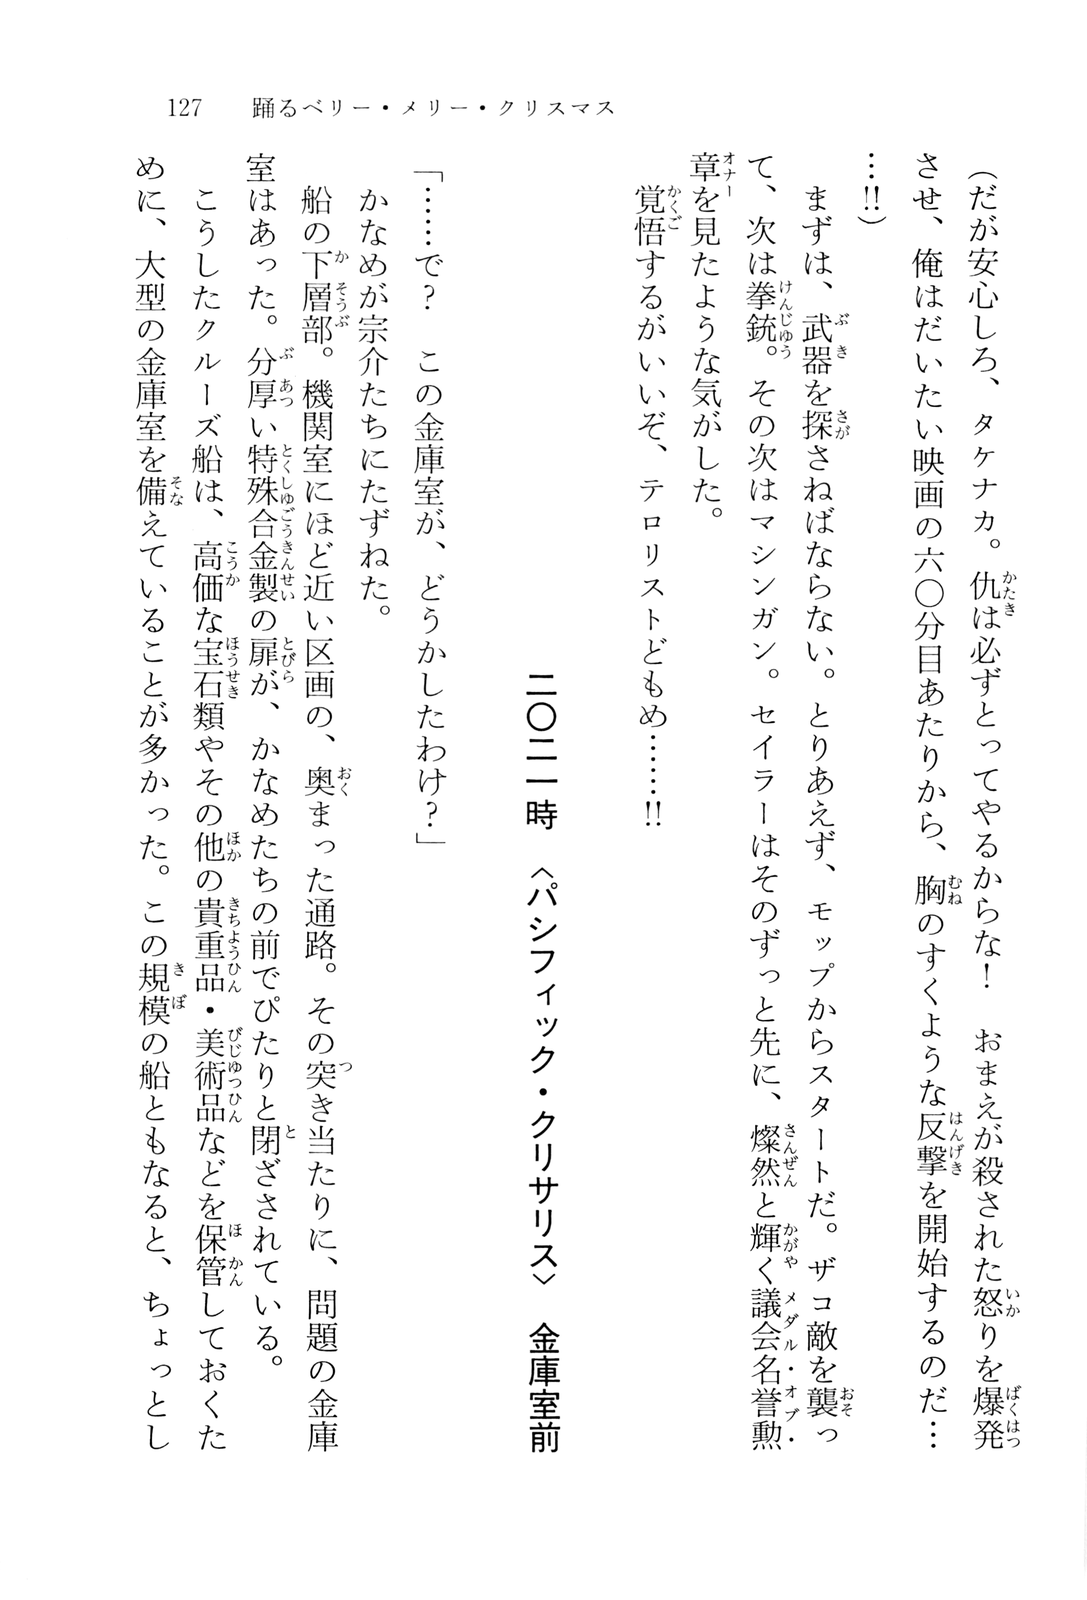 127　踊るベリー・メリー・クリスマス
（だが安心しろ、タケナカ。仇は必ずとってやるからな！　おまえが殺された怒りを爆発
させ、俺はだいたい映画の六〇分目あたりから、胸のすくような反撃を開始するのだ…
…!!）
　まずは、武器を探さねばならない。とりあえず、モップからスタートだ。ザコ敵を襲っ
て、次は拳銃。その次はマシンガン。セイラーはそのずっと先に、燦然と輝く議会名誉勲
章を見たような気がした。
　覚悟するがいいぞ、テロリストどもめ……!!
二〇二一時　〈パシフィック・クリサリス〉　金庫室前
「……で？　この金庫室が、どうかしたわけ？」
　かなめが宗介たちにたずねた。
　船の下層部。機関室にほど近い区画の、奥まった通路。その突き当たりに、問題の金庫
室はあった。分厚い特殊合金製の扉が、かなめたちの前でぴたりと閉ざされている。
　こうしたクルーズ船は、高価な宝石類やその他の貴重品・美術品などを保管しておくた
めに、大型の金庫室を備えていることが多かった。この規模の船ともなると、ちょっとし